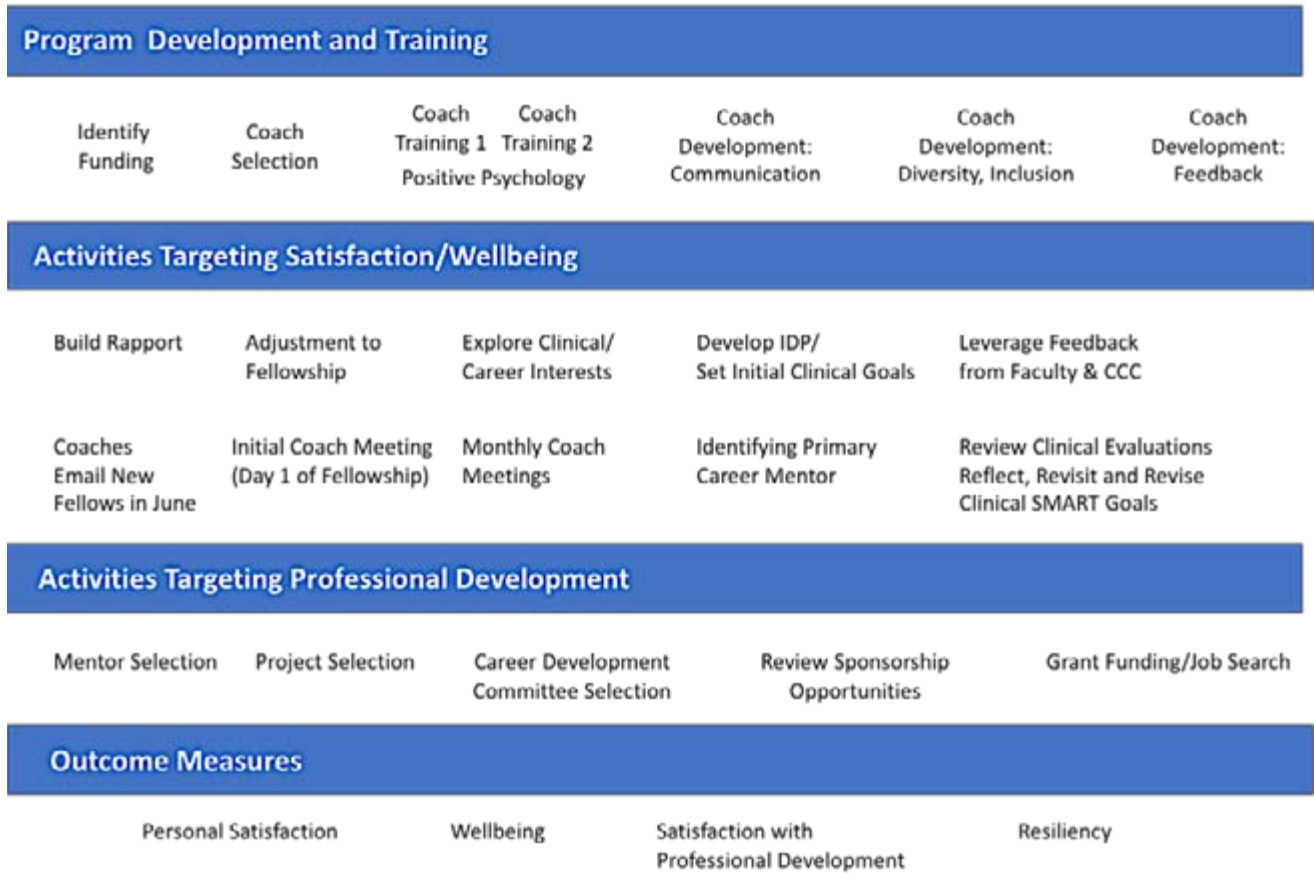 Program Development and Training
Identify
Funding
Coach
Selection
Coach
Training 1
Coach
Training 2
Positive Psychology
Coach
Development:
Communication
Coach
Development:
Diversity, Inclusion
Coach
Development:
Feedback
Activities Targeting Satisfaction/Wellbeing
Build Rapport
Adjustment to
Fellowship
Explore Clinical/
Career Interests
Develop IDP/
Set Initial Clinical Goals
Leverage Feedback
from Faculty & CCC
Coaches
Email New
Fellows in June
Initial Coach Meeting
(Day 1 of Fellowship)
Monthly Coach
Meetings
Identifying Primary
Career Mentor
Review Clinical Evaluations
Reflect, Revisit and Revise
Clinical SMART Goals
Activities Targeting Professional Development
Mentor Selection
Project Selection
Career Development
Committee Selection
Review Sponsorship
Opportunities
Grant Funding/Job Search
Outcome Measures
Personal Satisfaction
Wellbeing
Satisfaction with
Professional Development
Resiliency